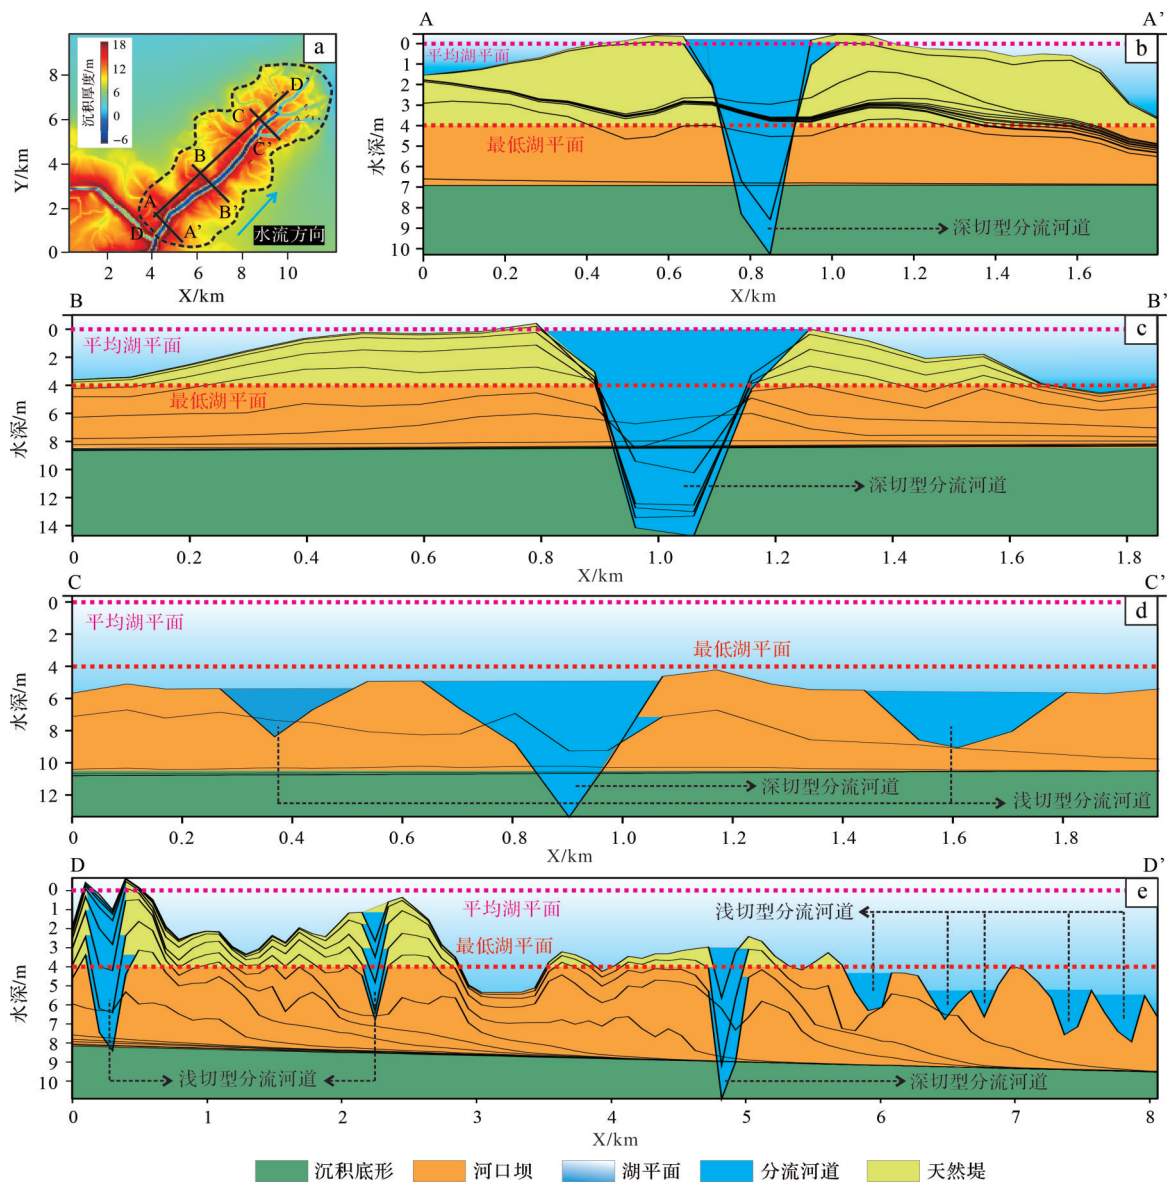 a
沉积厚度/m
18
12
6
0
−6
Y/km
8
6
4
2
0
A
A'
B
B'
C
C'
D
D'
水流方向
2
4
6
8
10
X/km
A
A'
b
平均湖平面
最低湖平面
深切型分流河道
水深/m
0
1
2
3
4
5
6
7
8
9
10
0
0.2
0.4
0.6
0.8
1.0
1.2
1.4
1.6
X/km
B
B'
c
平均湖平面
最低湖平面
深切型分流河道
水深/m
0
2
4
6
8
10
12
14
0
0.2
0.4
0.6
0.8
1.0
1.2
1.4
1.6
1.8
X/km
C
C'
d
平均湖平面
最低湖平面
深切型分流河道
浅切型分流河道
水深/m
0
2
4
6
8
10
12
0
0.2
0.4
0.6
0.8
1.0
1.2
1.4
1.6
1.8
X/km
D
D'
e
平均湖平面
浅切型分流河道
最低湖平面
浅切型分流河道
深切型分流河道
水深/m
0
1
2
3
4
5
6
7
8
9
10
0
1
2
3
4
5
6
7
8
X/km
沉积底形
河口坝
湖平面
分流河道
天然堤